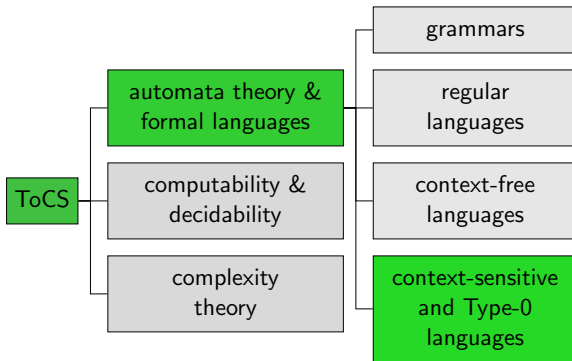 grammars
automata theory &
formal languages
regular
languages
ToCS
computability &
decidability
context-free
languages
complexity
theory
context-sensitive
and Type-0
languages